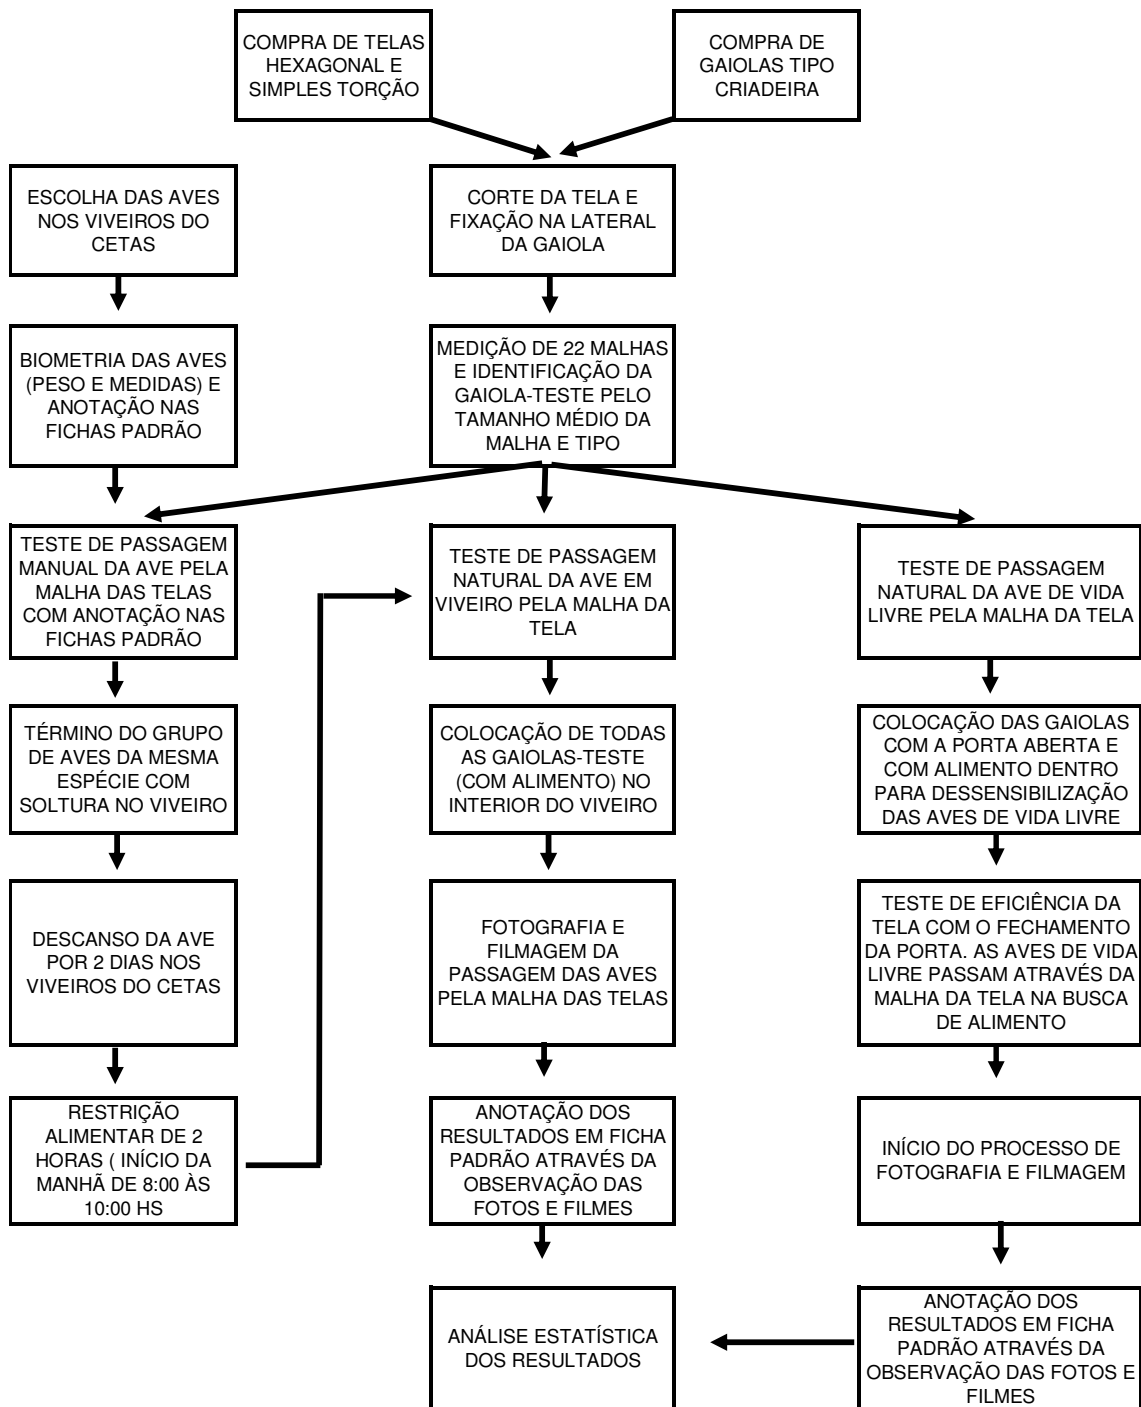 COMPRA DE TELAS
HEXAGONAL E
SIMPLES TORÇÃO
COMPRA DE
GAIOLAS TIPO
CRIADEIRA
ESCOLHA DAS AVES
NOS VIVEIROS DO
CETAS
CORTE DA TELA E
FIXAÇÃO NA LATERAL
DA GAIOLA
BIOMETRIA DAS AVES
(PESO E MEDIDAS) E
ANOTAÇÃO NAS
FICHAS PADRÃO
MEDIÇÃO DE 22 MALHAS
E IDENTIFICAÇÃO DA
GAIOLA-TESTE PELO
TAMANHO MÉDIO DA
MALHA E TIPO
TESTE DE PASSAGEM
MANUAL DA AVE PELA
MALHA DAS TELAS
COM ANOTAÇÃO NAS
FICHAS PADRÃO
TESTE DE PASSAGEM
NATURAL DA AVE EM
VIVEIRO PELA MALHA DA
TELA
TESTE DE PASSAGEM
NATURAL DA AVE DE VIDA
LIVRE PELA MALHA DA TELA
TÉRMINO DO GRUPO
DE AVES DA MESMA
ESPÉCIE COM
SOLTURA NO VIVEIRO
COLOCAÇÃO DE TODAS
AS GAIOLAS-TESTE
(COM ALIMENTO) NO
INTERIOR DO VIVEIRO
COLOCAÇÃO DAS GAIOLAS
COM A PORTA ABERTA E
COM ALIMENTO DENTRO
PARA DESSENSIBILIZAÇÃO
DAS AVES DE VIDA LIVRE
DESCANSO DA AVE
POR 2 DIAS NOS
VIVEIROS DO CETAS
FOTOGRAFIA E
FILMAGEM DA
PASSAGEM DAS AVES
PELA MALHA DAS TELAS
TESTE DE EFICIÊNCIA DA
TELA COM O FECHAMENTO
DA PORTA. AS AVES DE VIDA
LIVRE PASSAM ATRAVÉS DA
MALHA DA TELA NA BUSCA
DE ALIMENTO
RESTRIÇÃO
ALIMENTAR DE 2
HORAS ( INÍCIO DA
MANHÃ DE 8:00 ÀS
10:00 HS
ANOTAÇÃO DOS
RESULTADOS EM FICHA
PADRÃO ATRAVÉS DA
OBSERVAÇÃO DAS
FOTOS E FILMES
INÍCIO DO PROCESSO DE
FOTOGRAFIA E FILMAGEM
ANÁLISE ESTATÍSTICA
DOS RESULTADOS
ANOTAÇÃO DOS
RESULTADOS EM FICHA
PADRÃO ATRAVÉS DA
OBSERVAÇÃO DAS FOTOS E
FILMES